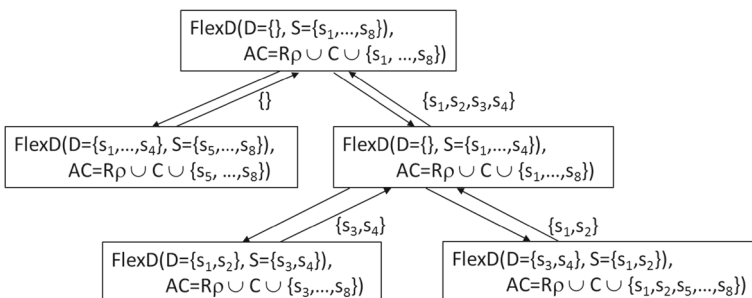 FlexD(D={}, S={s₁,...,s₈}),
AC=Rρ ∪ C ∪ {s₁, ...,s₈})
{}
{s₁,s₂,s₃,s₄}
FlexD(D={s₁,...,s₄}, S={s₅,...,s₈}),
AC=Rρ ∪ C ∪ {s₅, ...,s₈})
FlexD(D={}, S={s₁,...,s₄}),
AC=Rρ ∪ C ∪ {s₁,...,s₈})
{s₃,s₄}
{s₁,s₂}
FlexD(D={s₁,s₂}, S={s₃,s₄}),
AC=Rρ ∪ C ∪ {s₃,...,s₈})
FlexD(D={s₃,s₄}, S={s₁,s₂}),
AC=Rρ ∪ C ∪ {s₁,s₂,s₅,...,s₈})